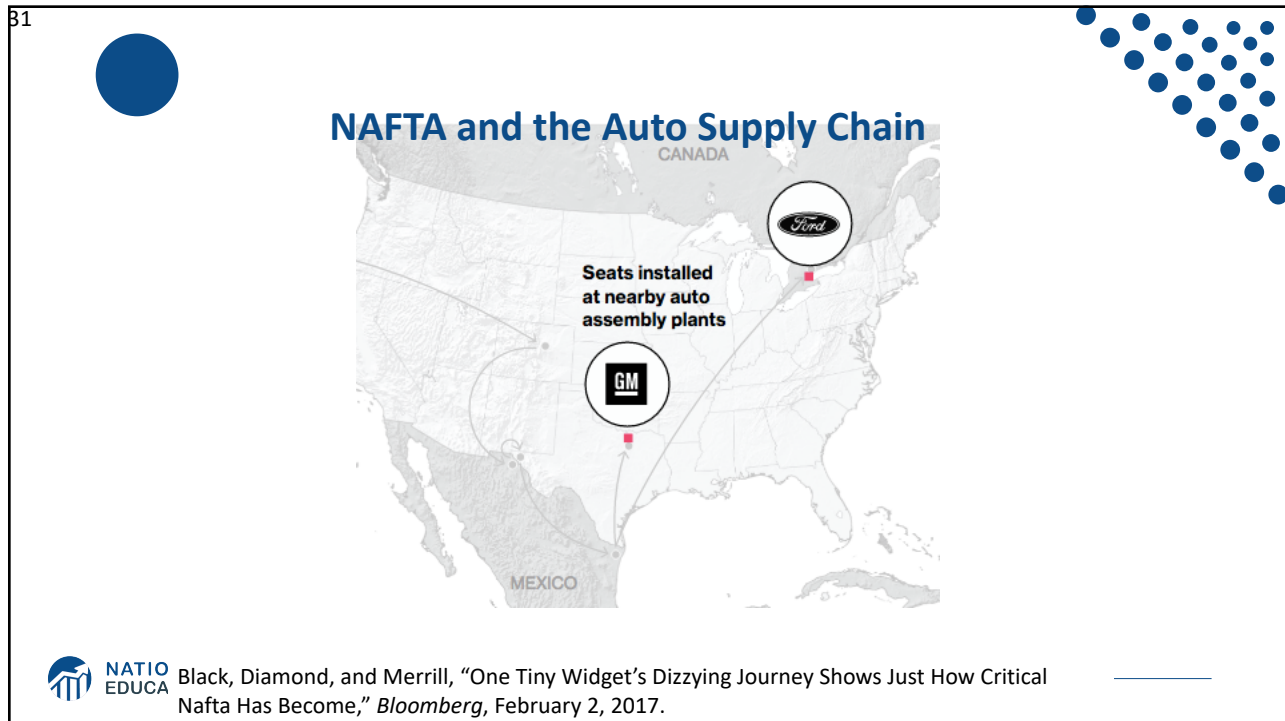 31
NAFTA and the Auto Supply Chain
CANADA
Ford
Seats installed
at nearby auto
assembly plants
GM
MEXICO
NATIO
EDUCA
Black, Diamond, and Merrill, “One Tiny Widget’s Dizzying Journey Shows Just How Critical
Nafta Has Become,” Bloomberg, February 2, 2017.